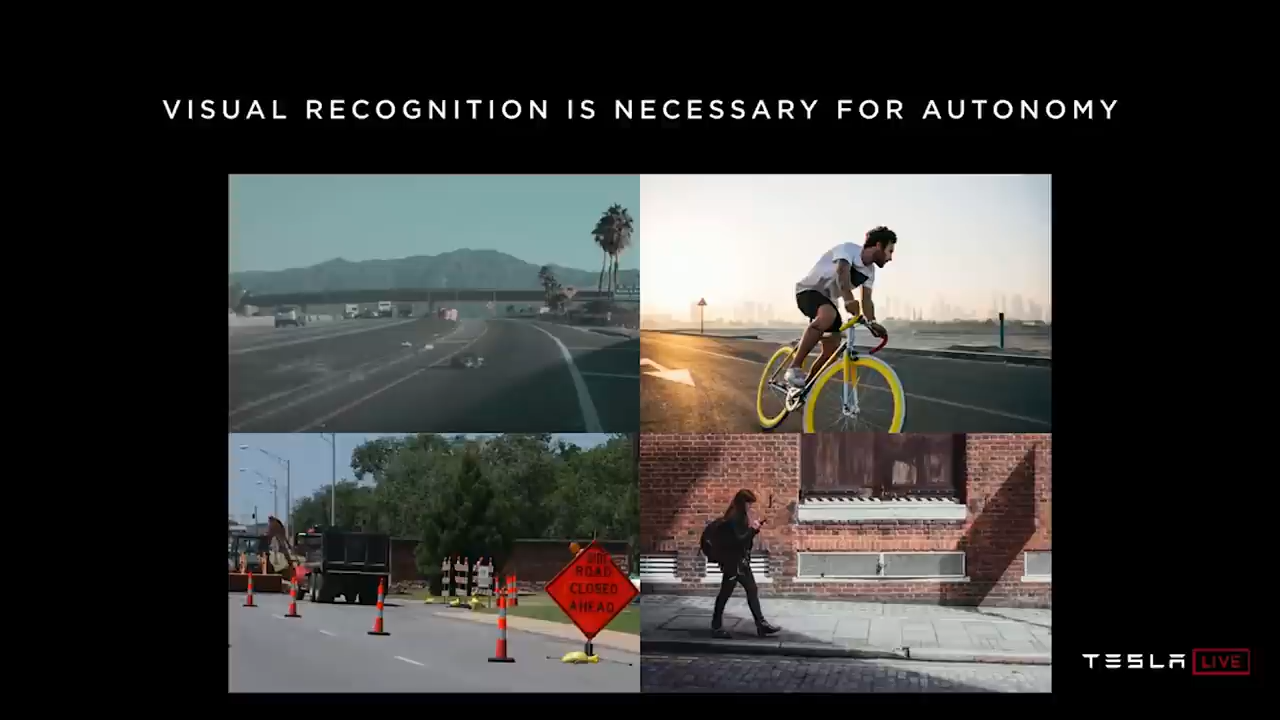 VISUAL RECOGNITION IS NECESSARY FOR AUTONOMY
ROAD
CLOSED
AHEAD
TESLA LIVE